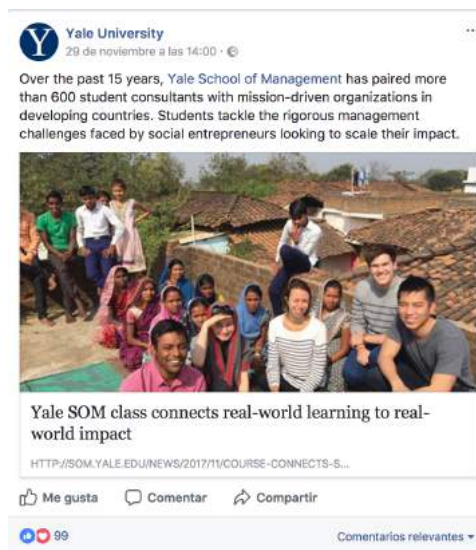 Yale University
29 de noviembre a las 14:00 ·
Over the past 15 years, Yale School of Management has paired more
than 600 student consultants with mission-driven organizations in
developing countries. Students tackle the rigorous management
challenges faced by social entrepreneurs looking to scale their impact.
Yale SOM class connects real-world learning to real-
world impact
HTTP://SOM.YALE.EDU/NEWS/2017/11/COURSE-CONNECTS-S...
Me gusta Comentar Compartir
99 Comentarios relevantes